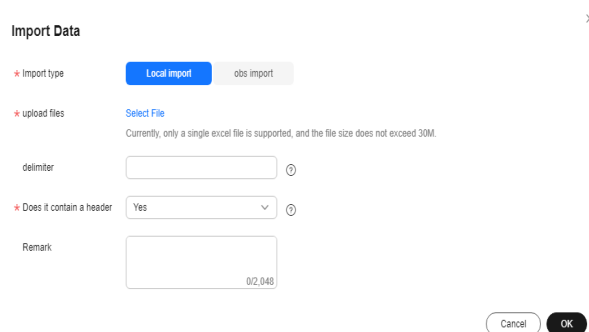 Import Data
* Import type
Local import obs import
* upload files
Select File
Currently, only a single excel file is supported, and the file size does not exceed 30M.
delimiter
?
* Does it contain a header
Yes
?
Remark
0/2,048
Cancel OK